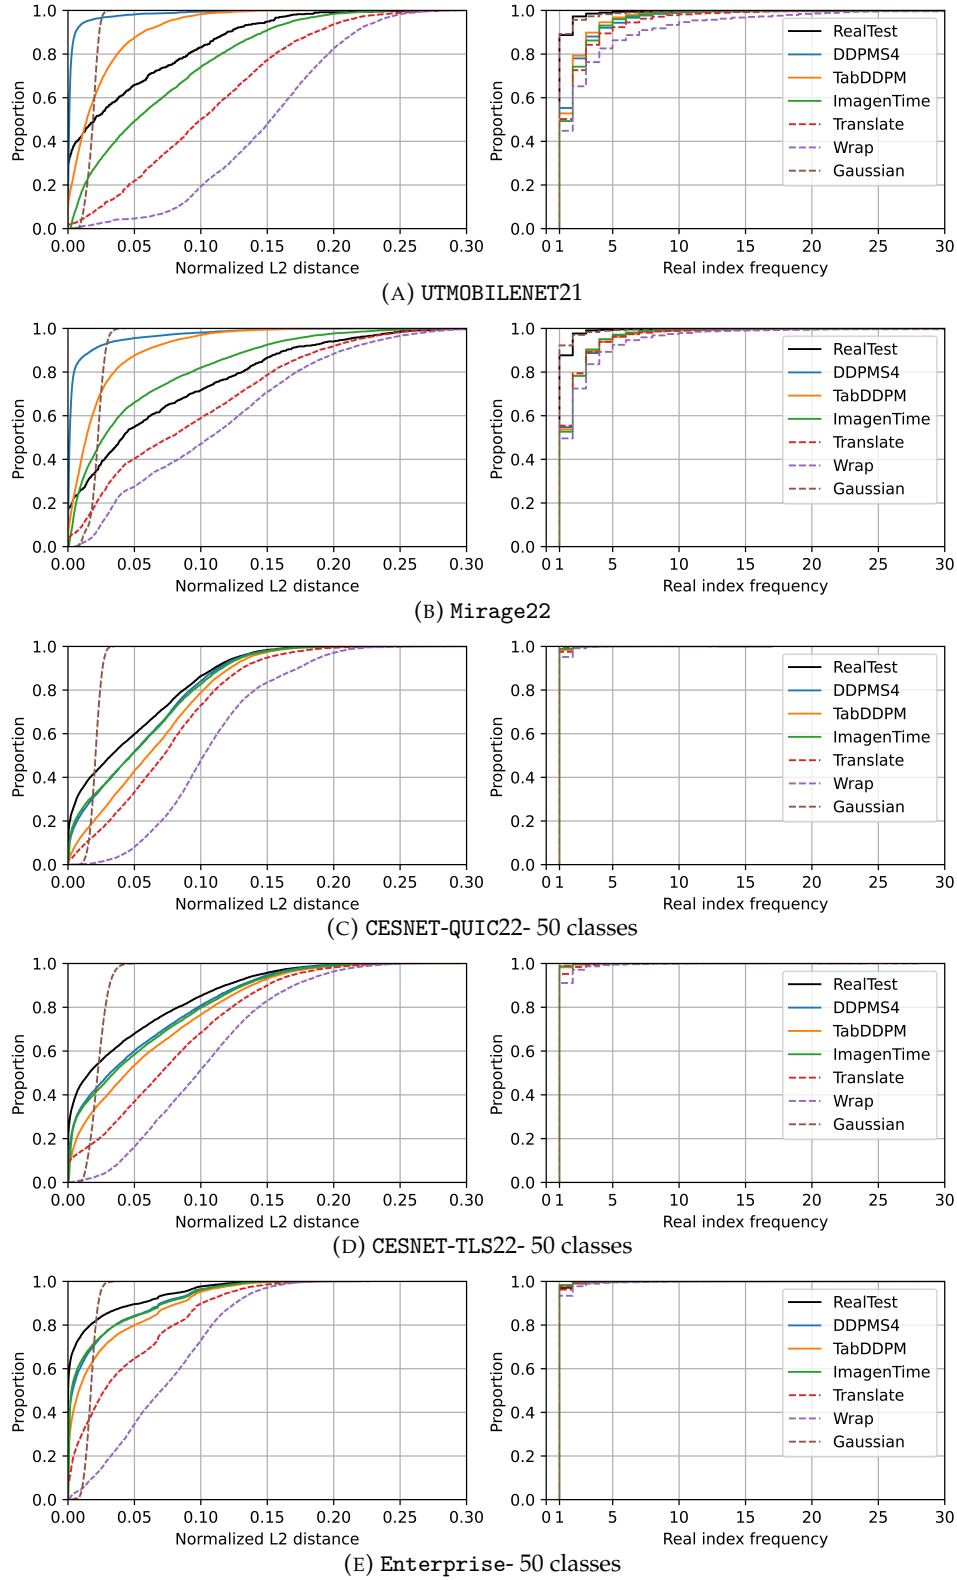 1.0
0.8
0.6
0.4
0.2
0.0
Proportion
0.00 0.05 0.10 0.15 0.20 0.25 0.30
Normalized L2 distance
1.0
0.8
0.6
0.4
0.2
0.0
Proportion
0 1 5 10 15 20 25 30
Real index frequency
RealTest
DDPMS4
TabDDPM
ImagenTime
Translate
Wrap
Gaussian
(A) UTMOBILENET21
1.0
0.8
0.6
0.4
0.2
0.0
Proportion
0.00 0.05 0.10 0.15 0.20 0.25 0.30
Normalized L2 distance
1.0
0.8
0.6
0.4
0.2
0.0
Proportion
0 1 5 10 15 20 25 30
Real index frequency
RealTest
DDPMS4
TabDDPM
ImagenTime
Translate
Wrap
Gaussian
(B) Mirage22
1.0
0.8
0.6
0.4
0.2
0.0
Proportion
0.00 0.05 0.10 0.15 0.20 0.25 0.30
Normalized L2 distance
1.0
0.8
0.6
0.4
0.2
0.0
Proportion
0 1 5 10 15 20 25 30
Real index frequency
RealTest
DDPMS4
TabDDPM
ImagenTime
Translate
Wrap
Gaussian
(C) CESNET-QUIC22- 50 classes
1.0
0.8
0.6
0.4
0.2
0.0
Proportion
0.00 0.05 0.10 0.15 0.20 0.25 0.30
Normalized L2 distance
1.0
0.8
0.6
0.4
0.2
0.0
Proportion
0 1 5 10 15 20 25 30
Real index frequency
RealTest
DDPMS4
TabDDPM
ImagenTime
Translate
Wrap
Gaussian
(D) CESNET-TLS22- 50 classes
1.0
0.8
0.6
0.4
0.2
0.0
Proportion
0.00 0.05 0.10 0.15 0.20 0.25 0.30
Normalized L2 distance
1.0
0.8
0.6
0.4
0.2
0.0
Proportion
0 1 5 10 15 20 25 30
Real index frequency
RealTest
DDPMS4
TabDDPM
ImagenTime
Translate
Wrap
Gaussian
(E) Enterprise- 50 classes